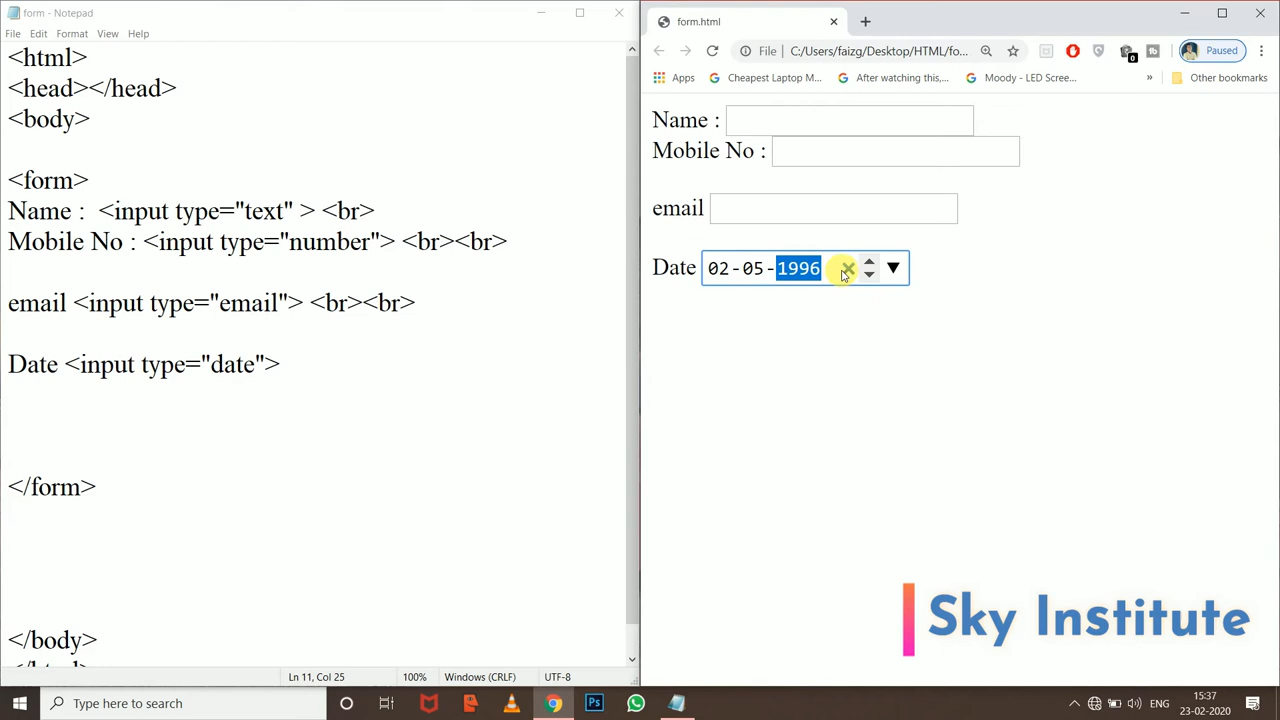 form - Notepad
File Edit Format View Help
<html>
<head></head>
<body>
<form>
Name :  <input type="text" > <br>
Mobile No : <input type="number"> <br><br>
email <input type="email"> <br><br>
Date <input type="date">
</form>
</body>
Ln 11, Col 25 100% Windows (CRLF) UTF-8
form.html
File C:/Users/faizg/Desktop/HTML/fo... Paused
Apps Cheapest Laptop M... After watching this,... Moody - LED Scree... » Other bookmarks
Name :
Mobile No :
email
Date 02-05-1996
Sky Institute
Type here to search
ENG
15:37
23-02-2020